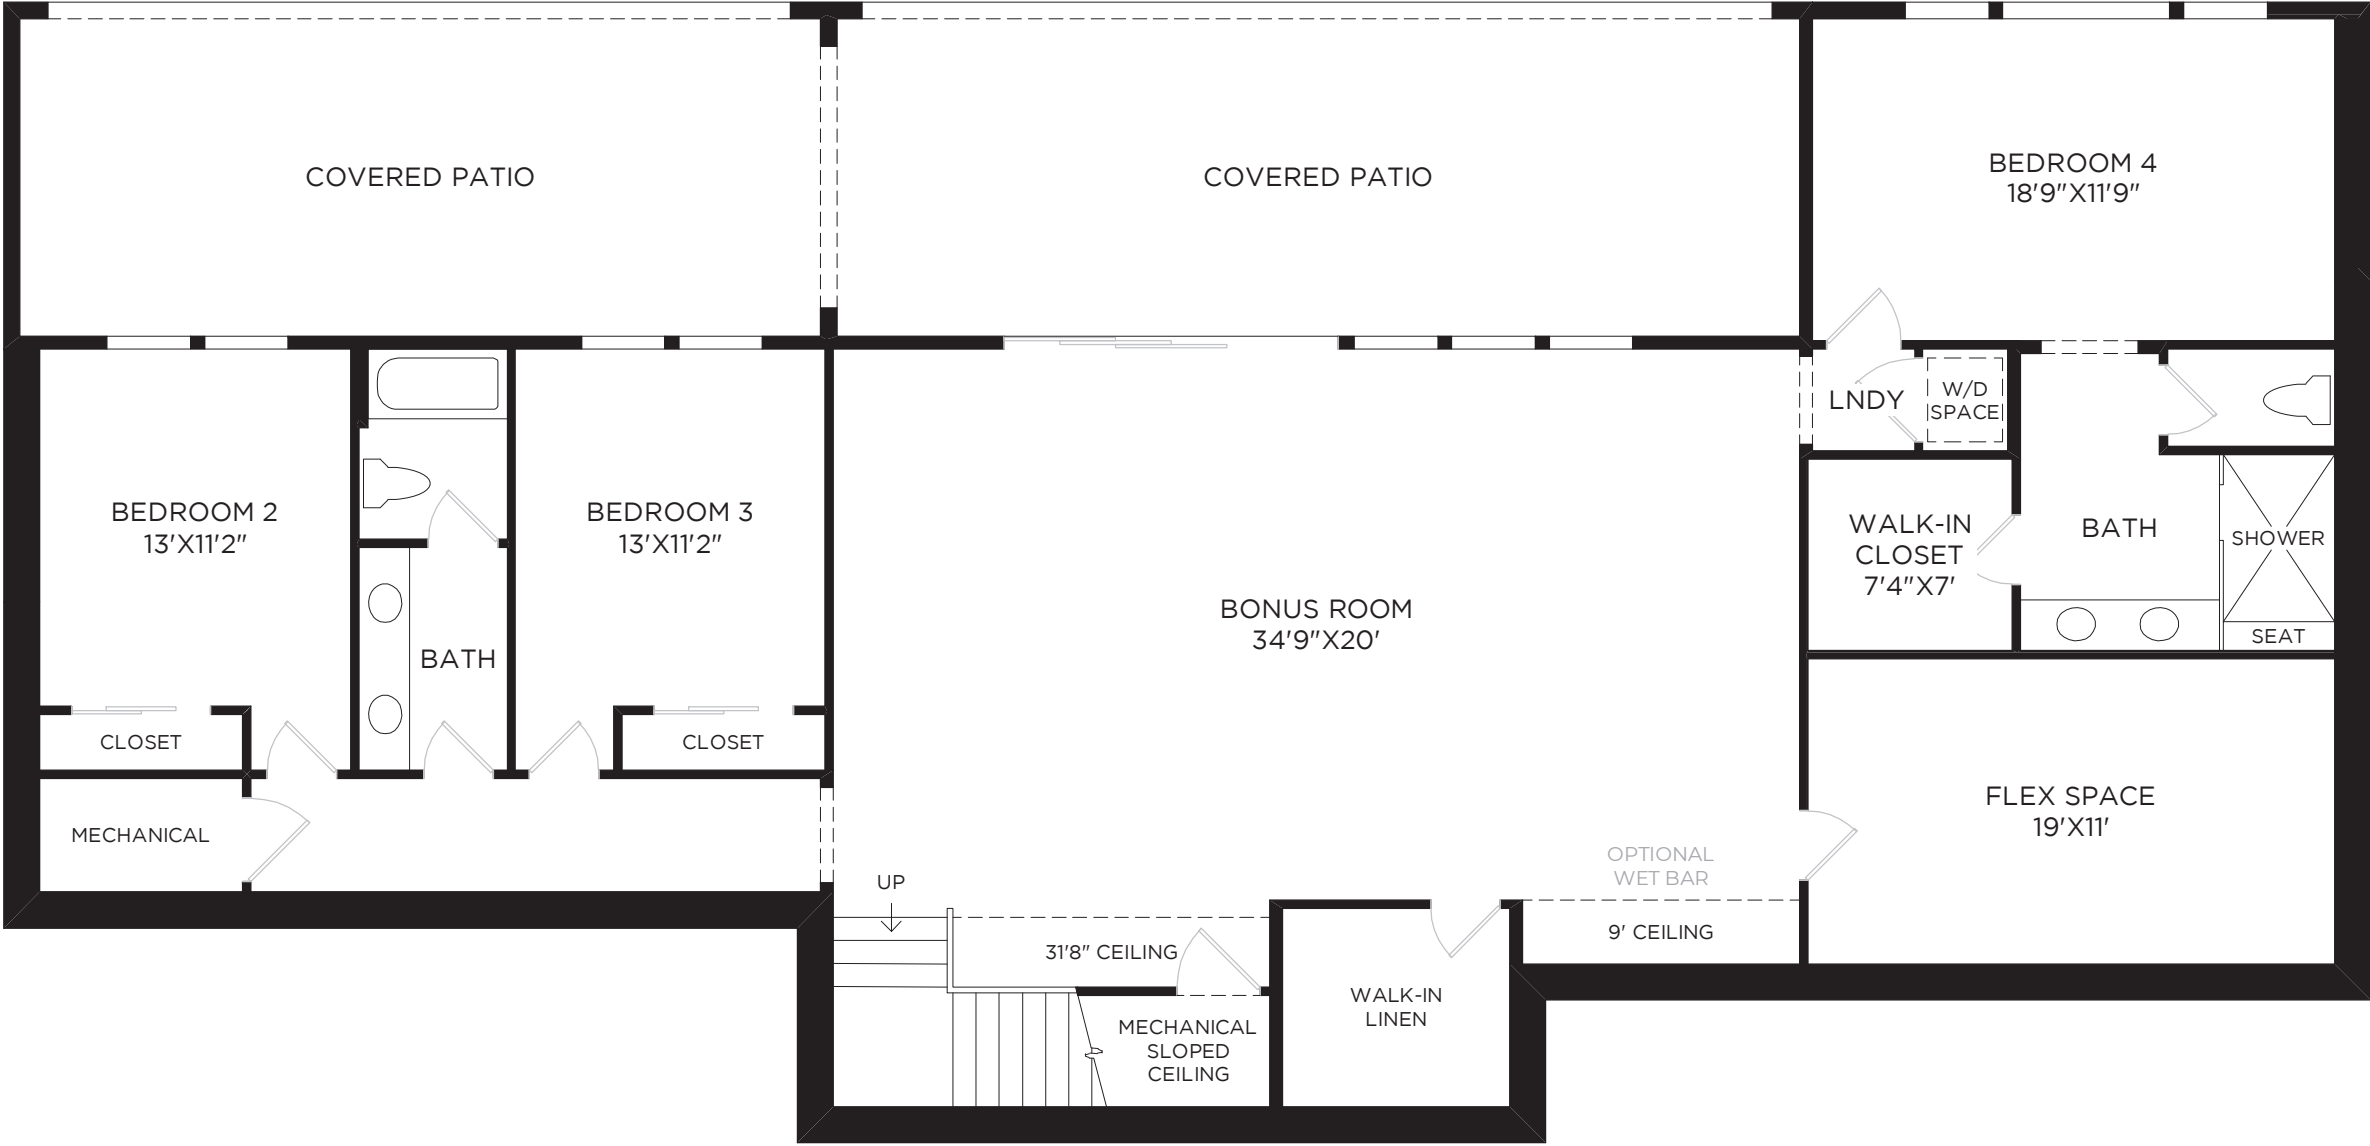 COVERED PATIO
COVERED PATIO
BEDROOM 4
18'9"X11'9"
LNDY
W/D
SPACE
BEDROOM 2
13'X11'2"
BEDROOM 3
13'X11'2"
WALK-IN
CLOSET
7'4"X7'
BATH
SHOWER
SEAT
BONUS ROOM
34'9"X20'
BATH
CLOSET
CLOSET
MECHANICAL
FLEX SPACE
19'X11'
OPTIONAL
WET BAR
UP
9' CEILING
31'8" CEILING
WALK-IN
LINEN
MECHANICAL
SLOPED
CEILING